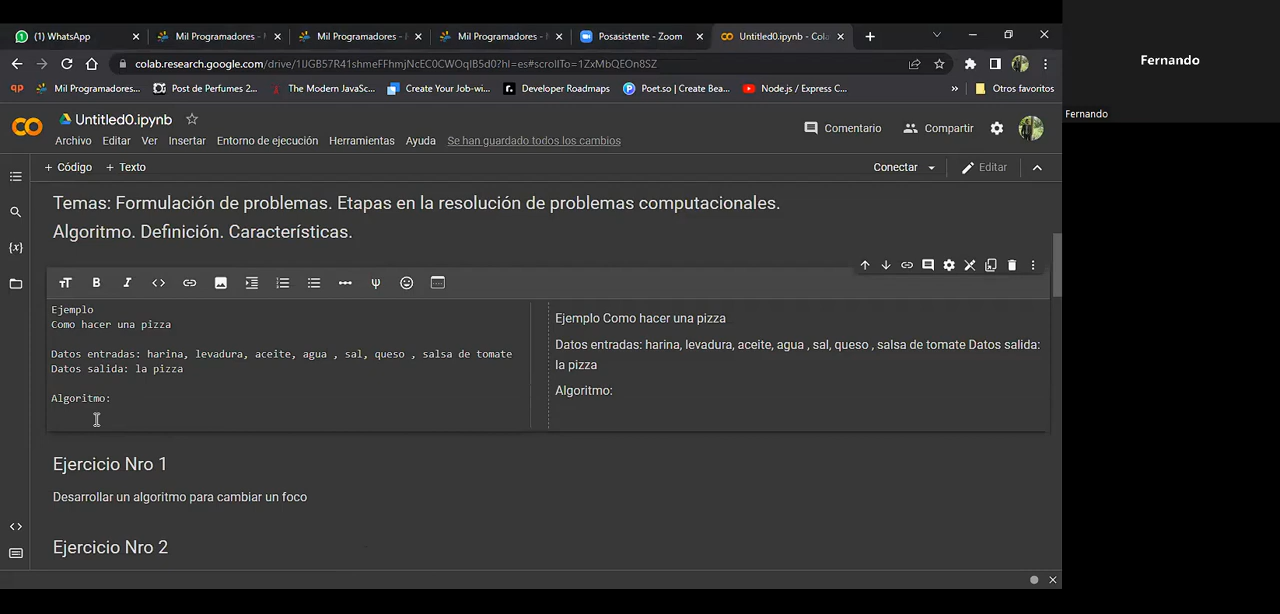 (1) WhatsApp
Mil Programadores -
Mil Programadores -
Mil Programadores -
Posasistente - Zoom
Untitled0.ipynb - Cola
Fernando
colab.research.google.com/drive/1IJGB57R41shmeFFhmjNcEC0CWOqIB5d0?hl=es#scrollTo=1ZxMbQEOn8SZ
qp
Mil Programadores...
Post de Perfumes 2...
The Modern JavaSc...
Create Your Job-wi...
Developer Roadmaps
Poet.so | Create Bea...
Node.js / Express C...
»
Otros favoritos
Fernando
Untitled0.ipynb
Archivo Editar Ver Insertar Entorno de ejecución Herramientas Ayuda Se han guardado todos los cambios
Comentario
Compartir
+ Código + Texto
Conectar
Editar
Temas: Formulación de problemas. Etapas en la resolución de problemas computacionales.
Algoritmo. Definición. Características.
Ejemplo
Como hacer una pizza
Datos entradas: harina, levadura, aceite, agua , sal, queso , salsa de tomate
Datos salida: la pizza
Algoritmo:
Ejemplo Como hacer una pizza
Datos entradas: harina, levadura, aceite, agua , sal, queso , salsa de tomate Datos salida:
la pizza
Algoritmo:
Ejercicio Nro 1
Desarrollar un algoritmo para cambiar un foco
Ejercicio Nro 2